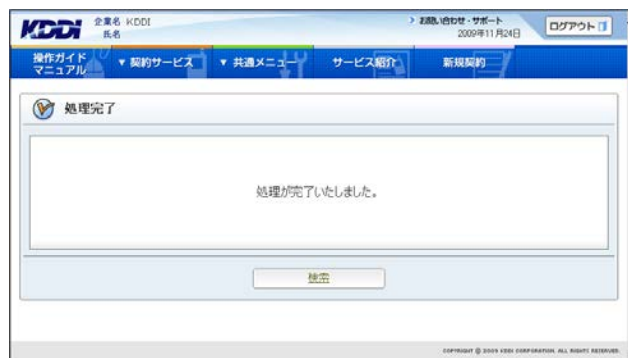 KDDI
企業名 KDDI
氏名
お問い合わせ・サポート
2009年11月24日
ログアウト
操作ガイド
マニュアル
▼ 契約サービス
▼ 共通メニュー
サービス紹介
新規契約
処理完了
処理が完了いたしました。
検索
COPYRIGHT © 2009 KDDI CORPORATION. ALL RIGHTS RESERVED.